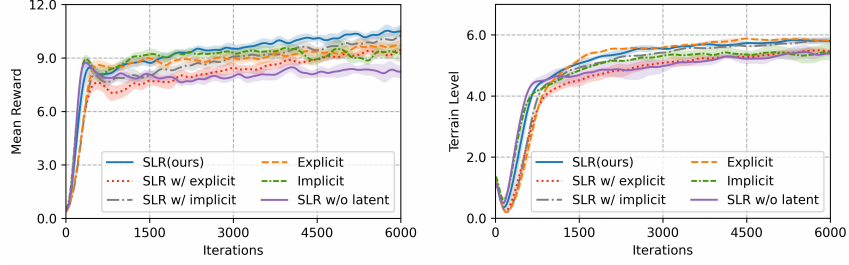 12.0
9.0
6.0
3.0
0.0
Mean Reward
SLR(ours)
SLR w/ explicit
SLR w/ implicit
Explicit
Implicit
SLR w/o latent
0 1500 3000 4500 6000
Iterations
6.0
4.0
2.0
0.0
Terrain Level
SLR(ours)
SLR w/ explicit
SLR w/ implicit
Explicit
Implicit
SLR w/o latent
0 1500 3000 4500 6000
Iterations